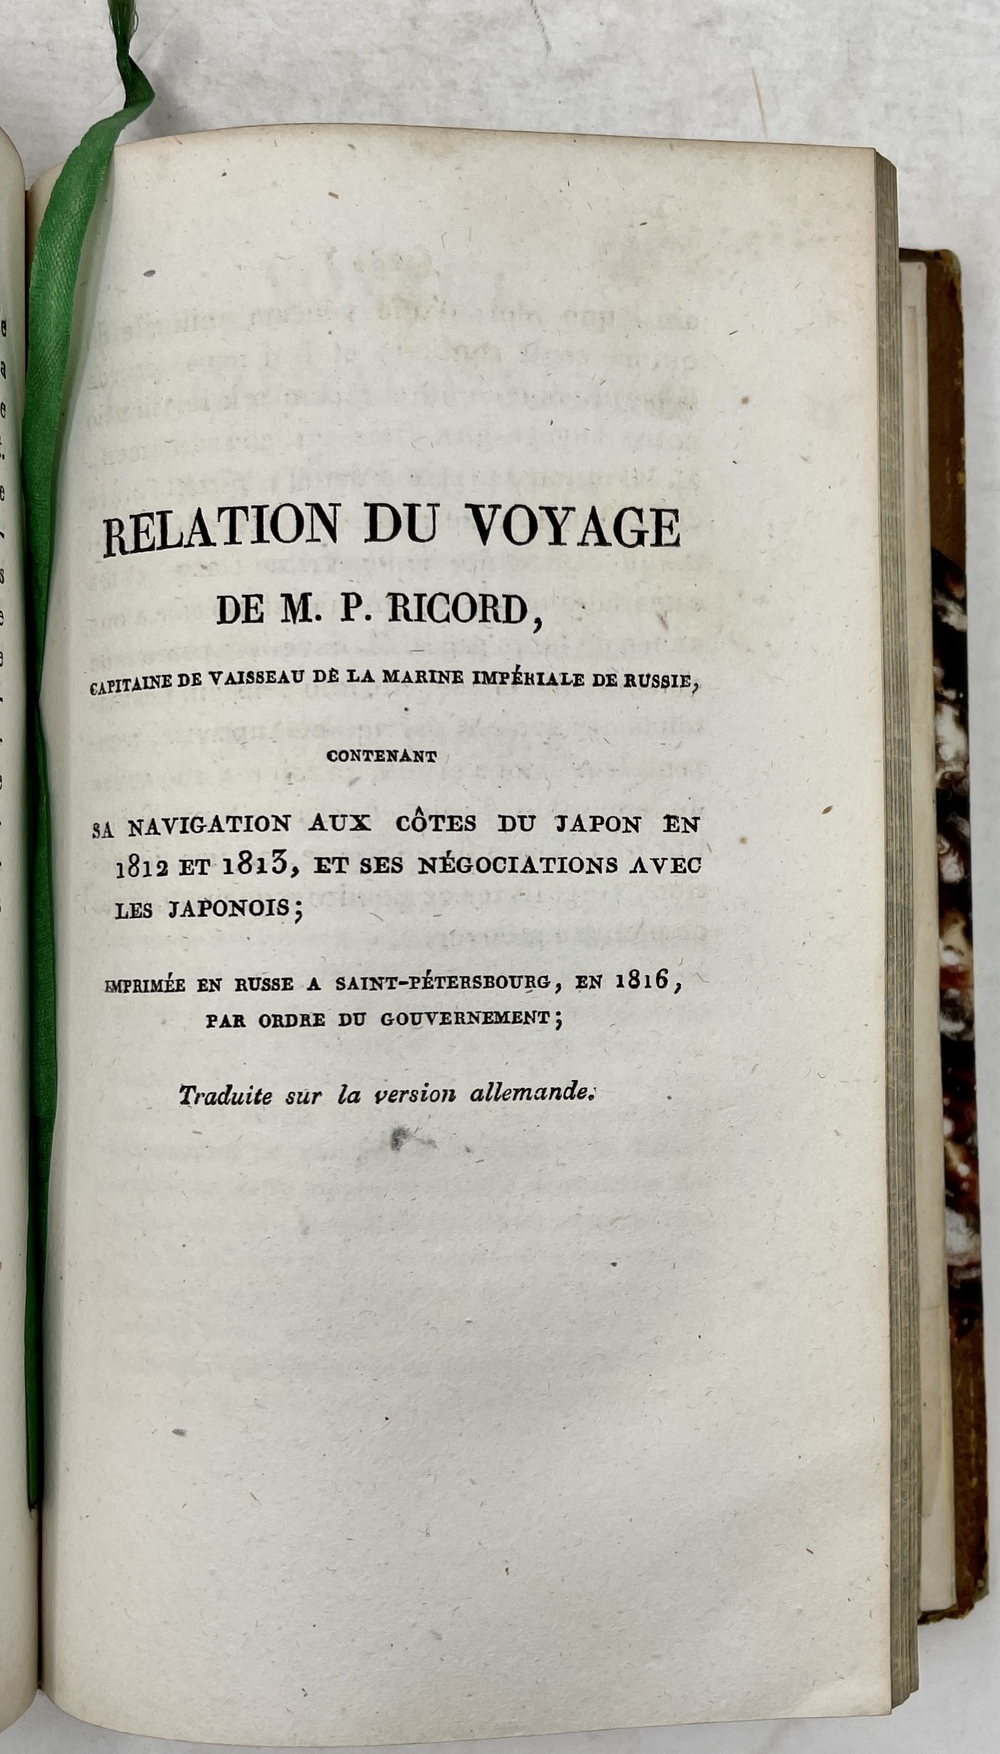 RELATION DU VOYAGE
DE M. P. RICORD,
CAPITAINE DE VAISSEAU DE LA MARINE IMPÉRIALE DE RUSSIE,
CONTENANT
SA NAVIGATION AUX CÔTES DU JAPON EN
1812 ET 1813, ET SES NÉGOCIATIONS AVEC
LES JAPONOIS;
IMPRIMÉE EN RUSSE A SAINT-PÉTERSBOURG, EN 1816,
PAR ORDRE DU GOUVERNEMENT;
Traduite sur la version allemande.